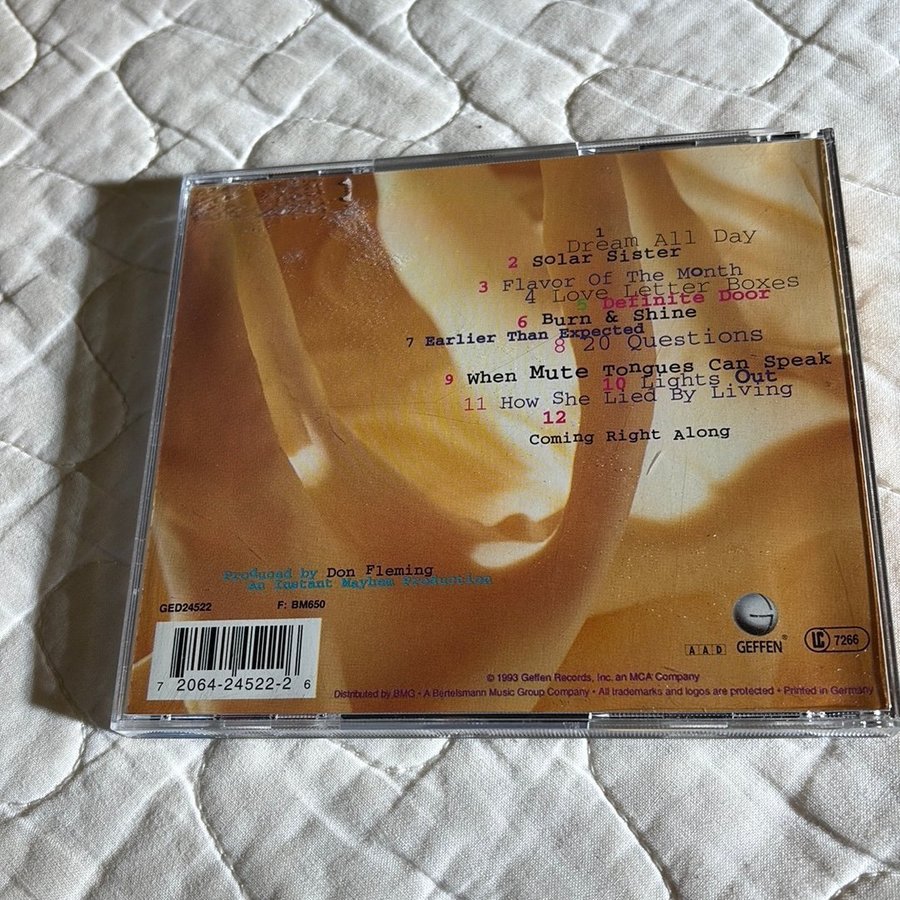 1
Dream All Day
2 Solar Sister
3 Flavor Of The Month
4 Love Letter Boxes
5 Definite Door
6 Burn & Shine
7 Earlier Than Expected
8 20 Questions
9 When Mute Tongues Can Speak
10 Lights Out
11 How She Lied By Living
12
Coming Right Along
Produced by Don Fleming
An Instant Mayhem Production
GED24522 F: BM650
7 2064-24522-2 6
A A D GEFFEN® LC 7266
© 1993 Geffen Records, Inc. an MCA Company
Distributed by BMG • A Bertelsmann Music Group Company • All trademarks and logos are protected • Printed in Germany